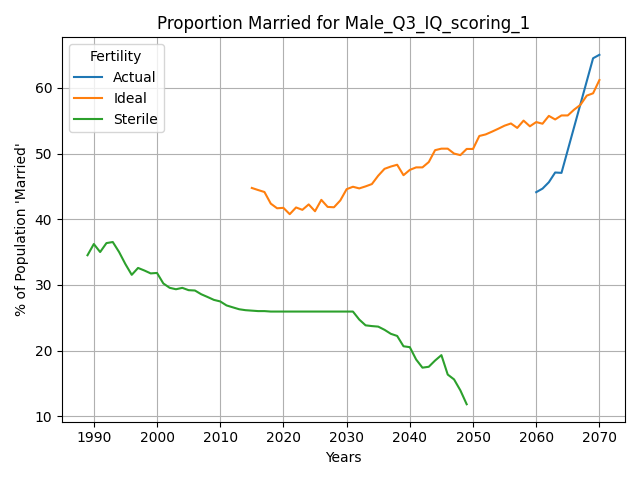 Proportion Married for Male_Q3_IQ_scoring_1
Fertility
Actual
Ideal
Sterile
% of Population 'Married'
60
50
40
30
20
10
1990 2000 2010 2020 2030 2040 2050 2060 2070
Years